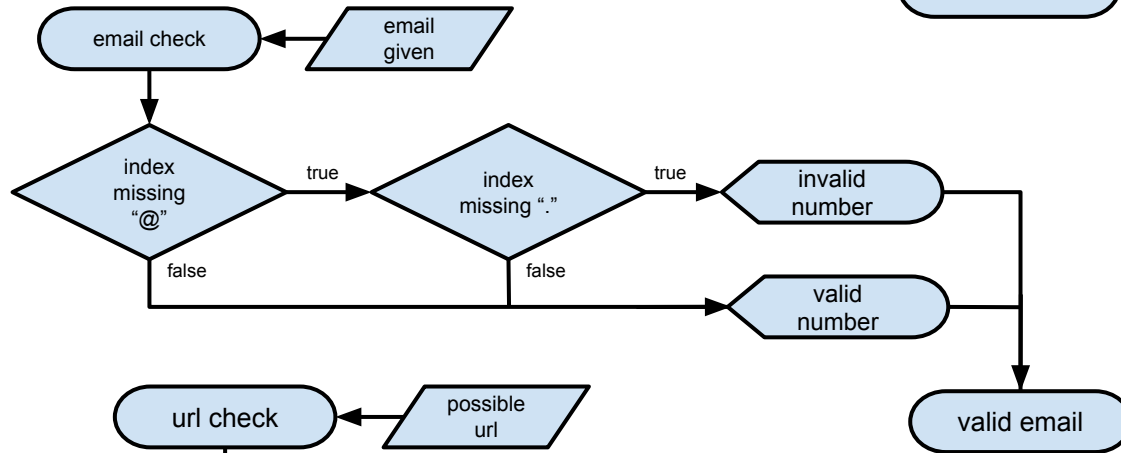 email check
email
given
index
missing
“@”
true
index
missing “.”
true
invalid
number
false
false
valid
number
url check
possible
url
valid email